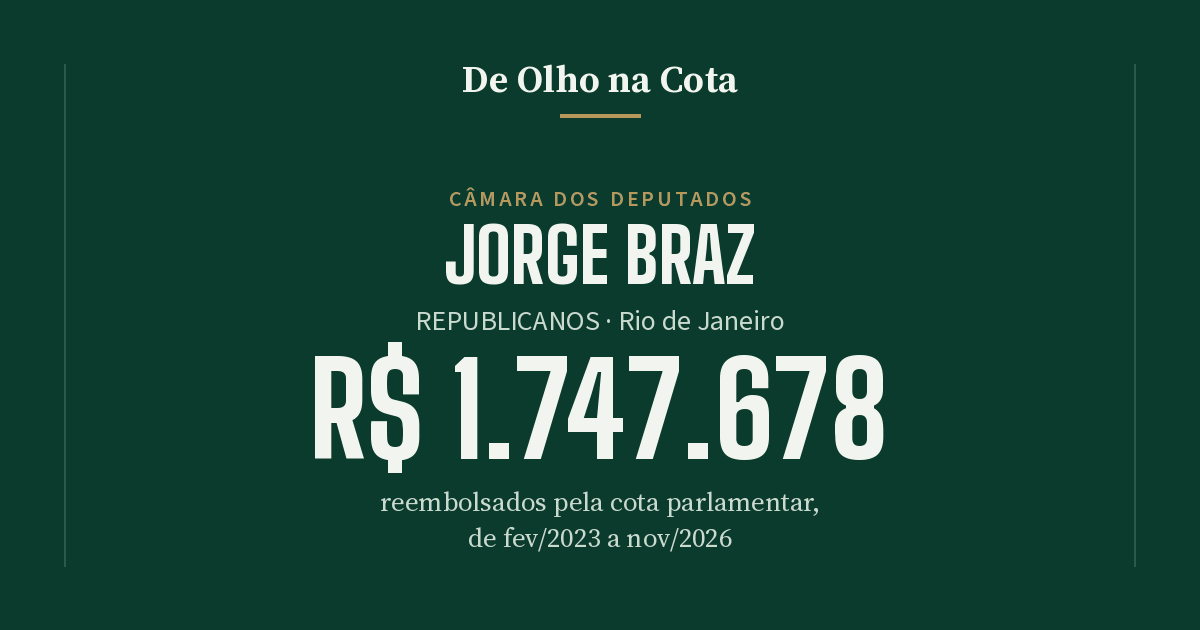 De Olho na Cota
CÂMARA DOS DEPUTADOS
JORGE BRAZ
REPUBLICANOS · Rio de Janeiro
R$ 1.747.678
reembolsados pela cota parlamentar,
de fev/2023 a nov/2026